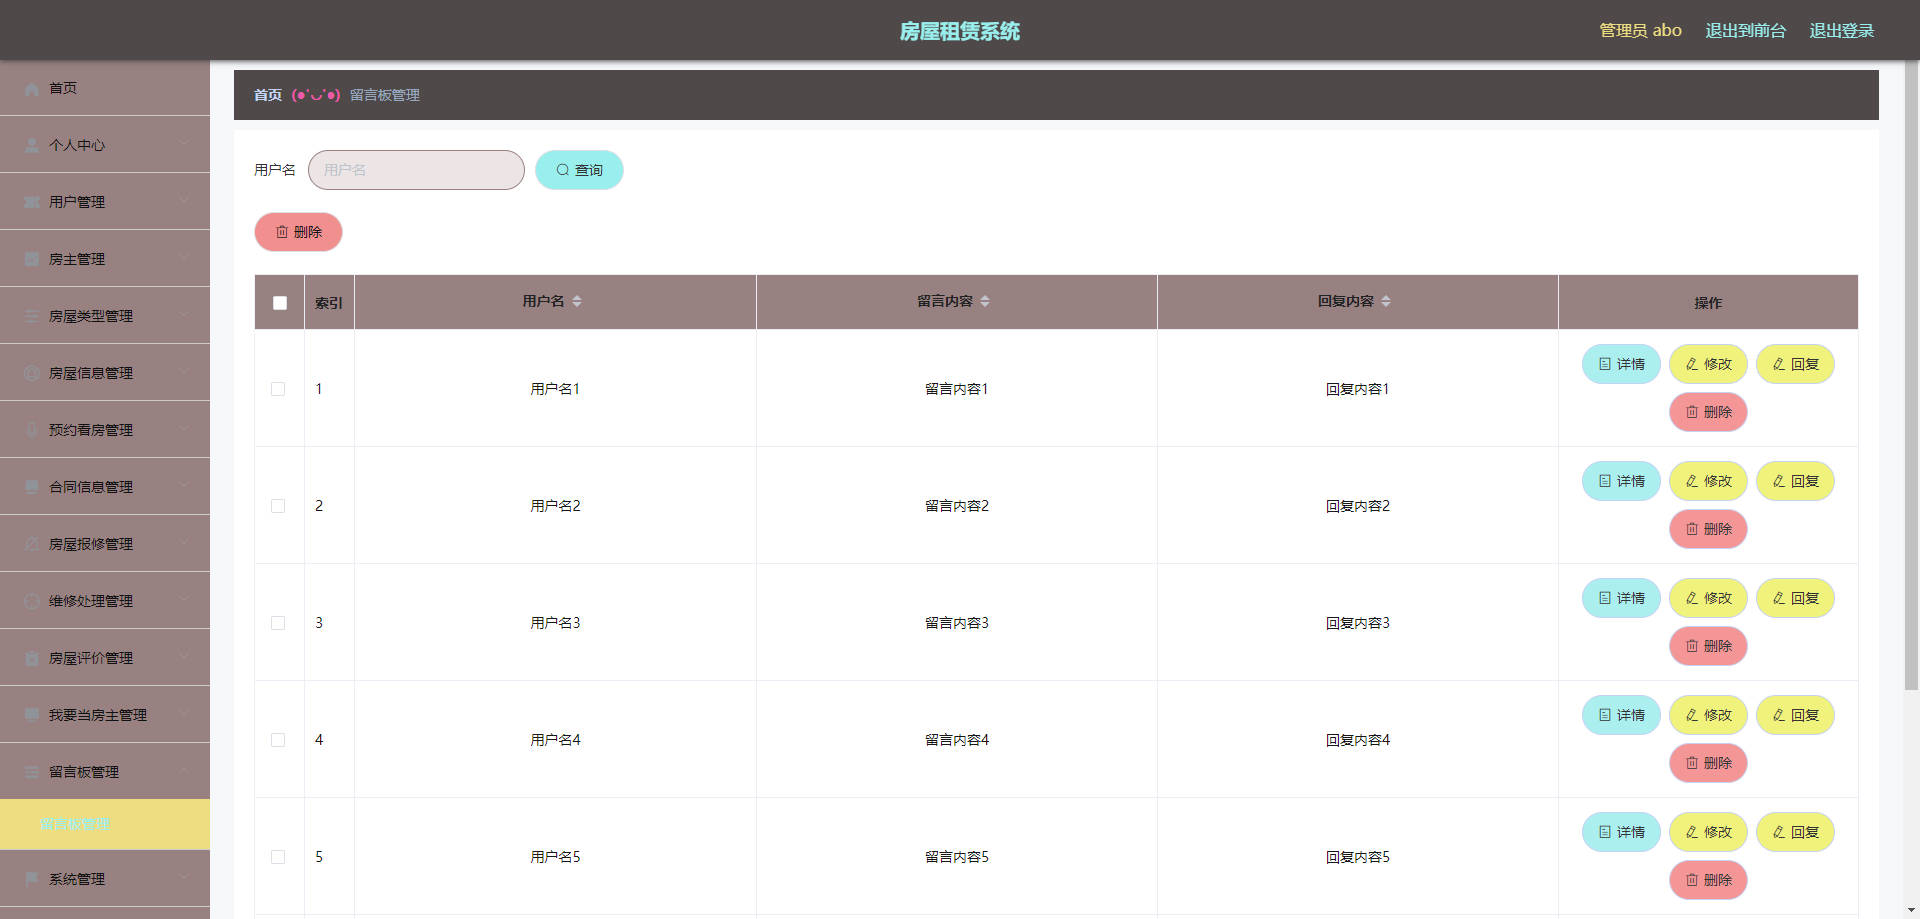 房屋租赁系统
管理员 abo 退出到前台 退出登录
首页
个人中心
用户管理
房主管理
房屋类型管理
房屋信息管理
预约看房管理
合同信息管理
房屋报修管理
维修处理管理
房屋评价管理
我要当房主管理
留言板管理
留言板管理
系统管理
首页 (●'◡'●) 留言板管理
用户名 用户名 查询
删除
索引 用户名 留言内容 回复内容 操作
1 用户名1 留言内容1 回复内容1 详情 修改 回复
删除
2 用户名2 留言内容2 回复内容2 详情 修改 回复
删除
3 用户名3 留言内容3 回复内容3 详情 修改 回复
删除
4 用户名4 留言内容4 回复内容4 详情 修改 回复
删除
5 用户名5 留言内容5 回复内容5 详情 修改 回复
删除